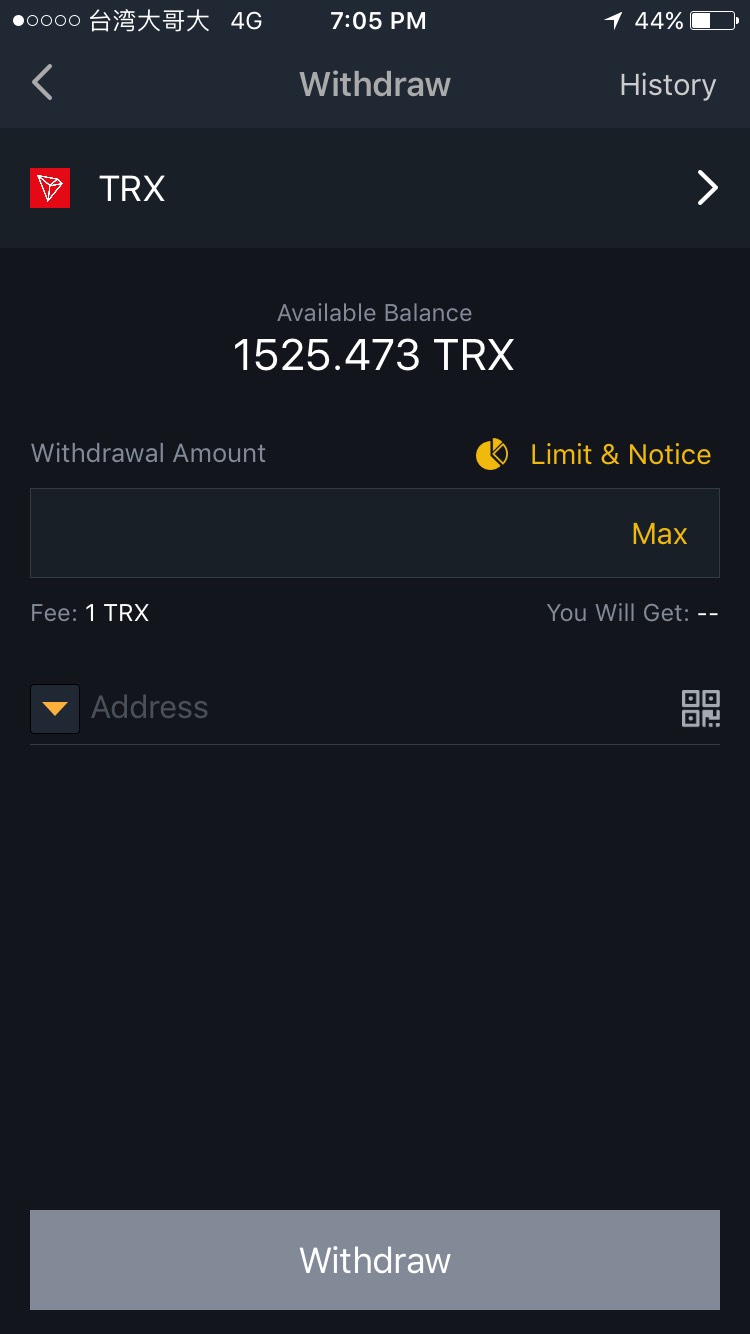 台湾大哥大 4G 7:05 PM 44%
Withdraw History
TRX
Available Balance
1525.473 TRX
Withdrawal Amount Limit & Notice
Max
Fee: 1 TRX You Will Get: --
Address
Withdraw